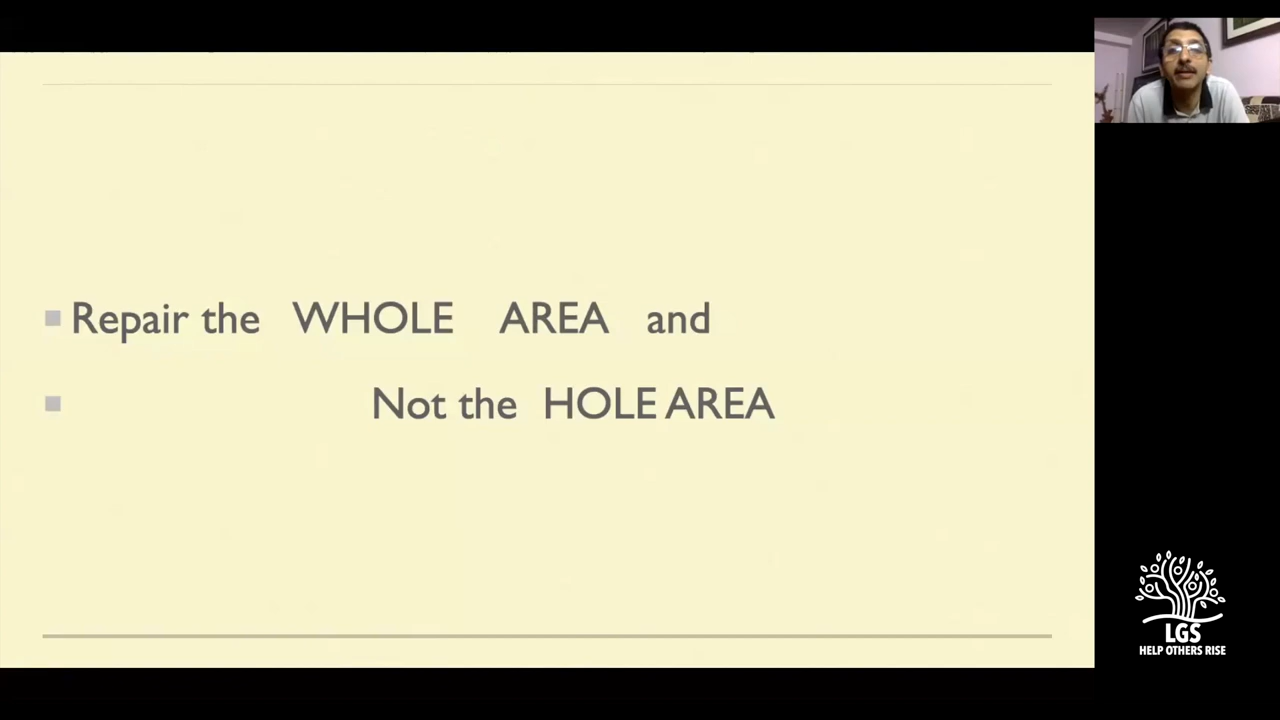 Repair the WHOLE AREA and
Not the HOLE AREA
LGS
HELP OTHERS RISE